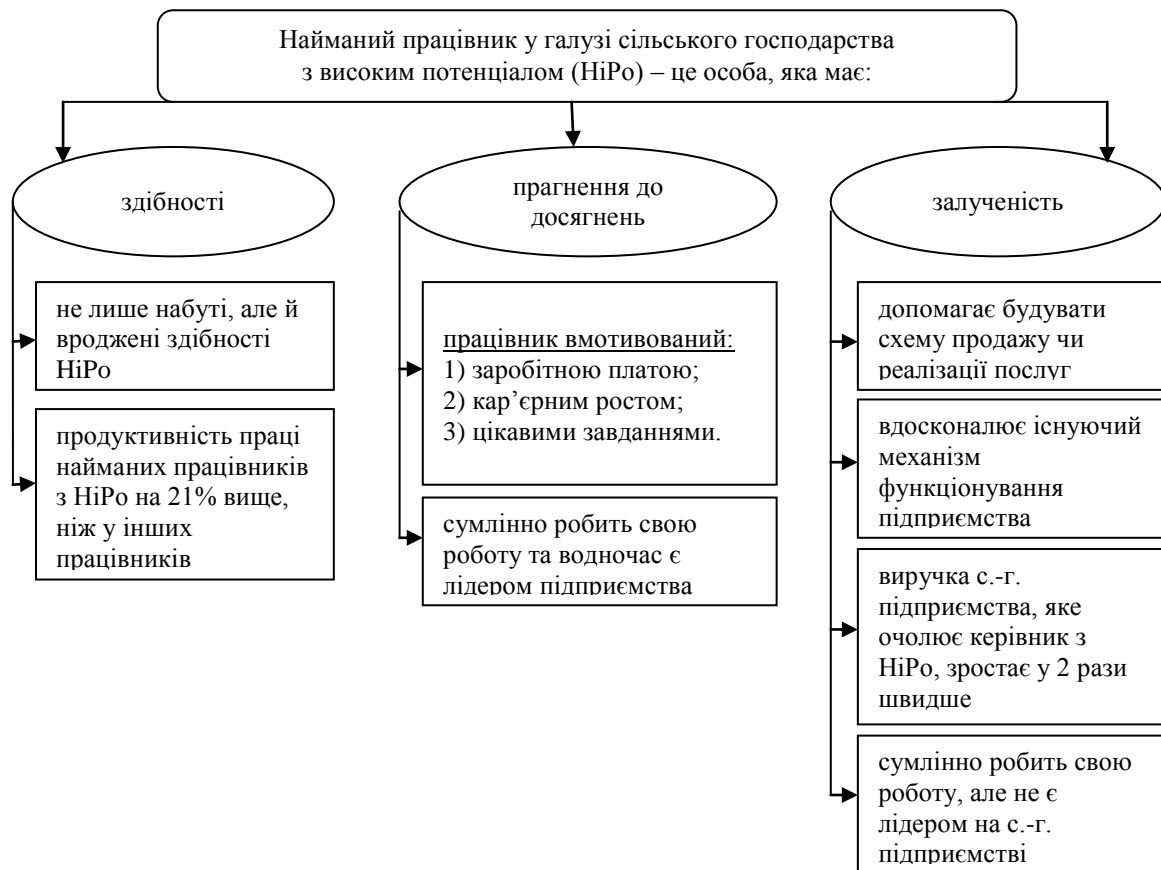 Найманий працівник у галузі сільського господарства
з високим потенціалом (HiPo) – це особа, яка має:
здібності
не лише набуті, але й
вроджені здібності
HiPo
продуктивність праці
найманих працівників
з HiPo на 21% вище,
ніж у інших
працівників
прагнення до
досягнень
працівник вмотивований:
1) заробітною платою;
2) кар’єрним ростом;
3) цікавими завданнями.
сумлінно робить свою
роботу та водночас є
лідером підприємства
залученість
допомагає будувати
схему продажу чи
реалізації послуг
вдосконалює існуючий
механізм
функціонування
підприємства
виручка с.-г.
підприємства, яке
очолює керівник з
HiPo, зростає у 2 рази
швидше
сумлінно робить свою
роботу, але не є
лідером на с.-г.
підприємстві